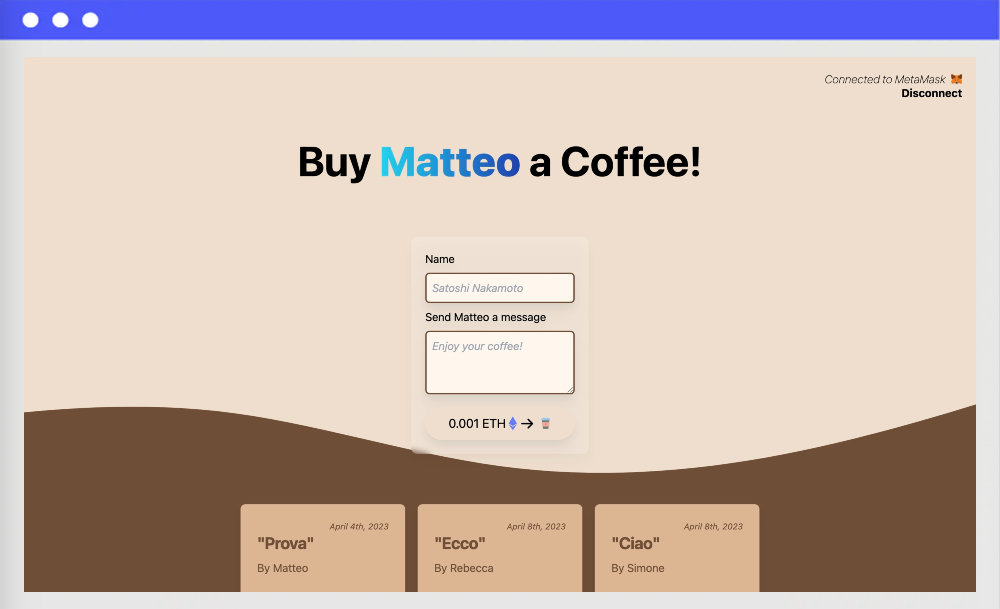 Connected to MetaMask
Disconnect
Buy Matteo a Coffee!
Name
Satoshi Nakamoto
Send Matteo a message
Enjoy your coffee!
0.001 ETH →
April 4th, 2023
"Prova"
By Matteo
April 8th, 2023
"Ecco"
By Rebecca
April 8th, 2023
"Ciao"
By Simone